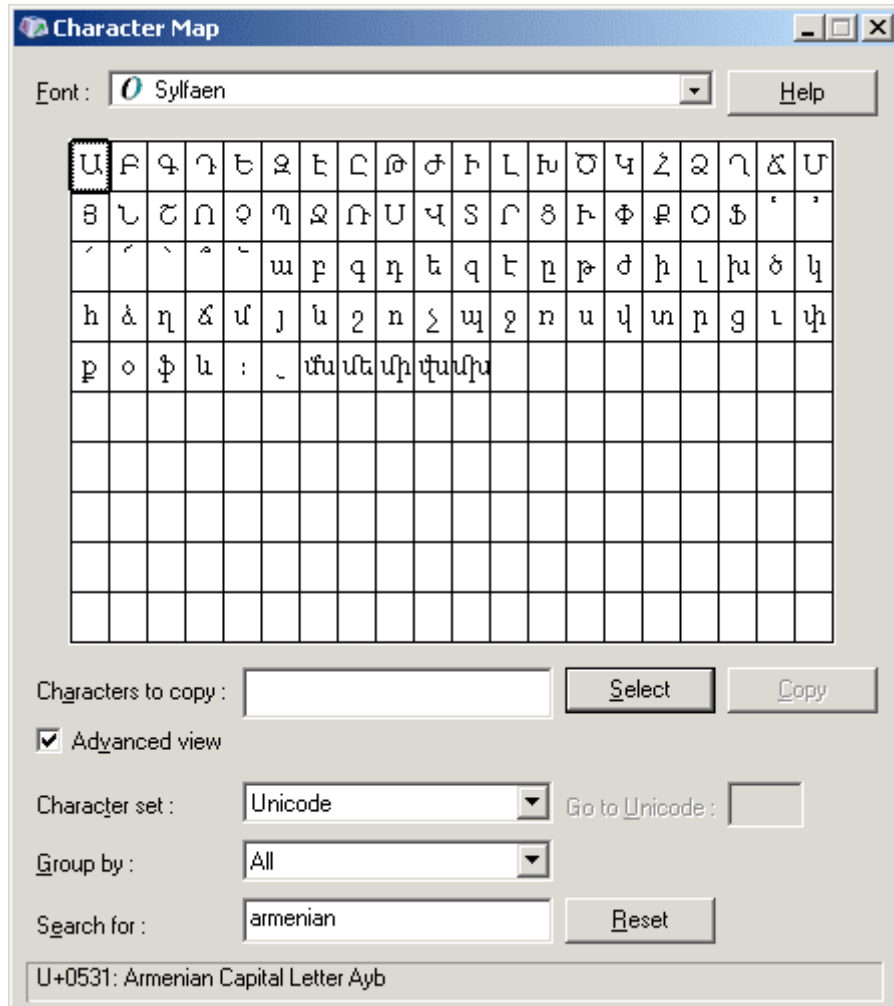 Character Map
Font : Sylfaen Help
Ա Բ Գ Դ Ե Զ Է Ը Թ Ժ Ի Լ Խ Ծ Կ Հ Ձ Ղ Ճ Մ
Յ Ն Շ Ո Չ Պ Ջ Ռ Ս Վ Տ Ր Ց Ւ Փ Ք Օ Ֆ ՙ ՚
՛ ՜ ՝ ՞ ՟ ա բ գ դ ե զ է ը թ ժ ի լ խ ծ կ
հ ձ ղ ճ մ յ ն շ ո չ պ ջ ռ ս վ տ ր ց ւ փ
ք օ ֆ և ։ ֊ ﬓ ﬔ ﬕ ﬖ ﬗ
Characters to copy : Select Copy
Advanced view
Character set : Unicode Go to Unicode :
Group by : All
Search for : armenian Reset
U+0531: Armenian Capital Letter Ayb